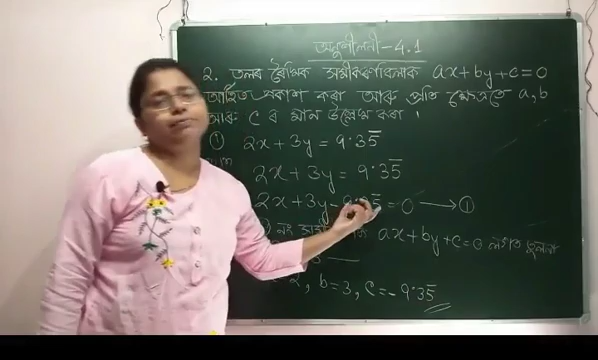 অনুশীলনী-4.1
2. তলৰ ৰৈখিক সমীকৰণবিলাক ax+by+c=0
আৰ্হিত প্ৰকাশ কৰা আৰু প্ৰতি ক্ষেত্ৰতে a, b
আৰু c ৰ মান উল্লেখ কৰা ।
① 2x + 3y = 9.35̅
2x + 3y = 9.35̅
2x + 3y - 9.35̅ = 0 ⟶ ①
নং ax + by + c = 0 লগত তুলনা
2, b = 3, c = - 9.35̅